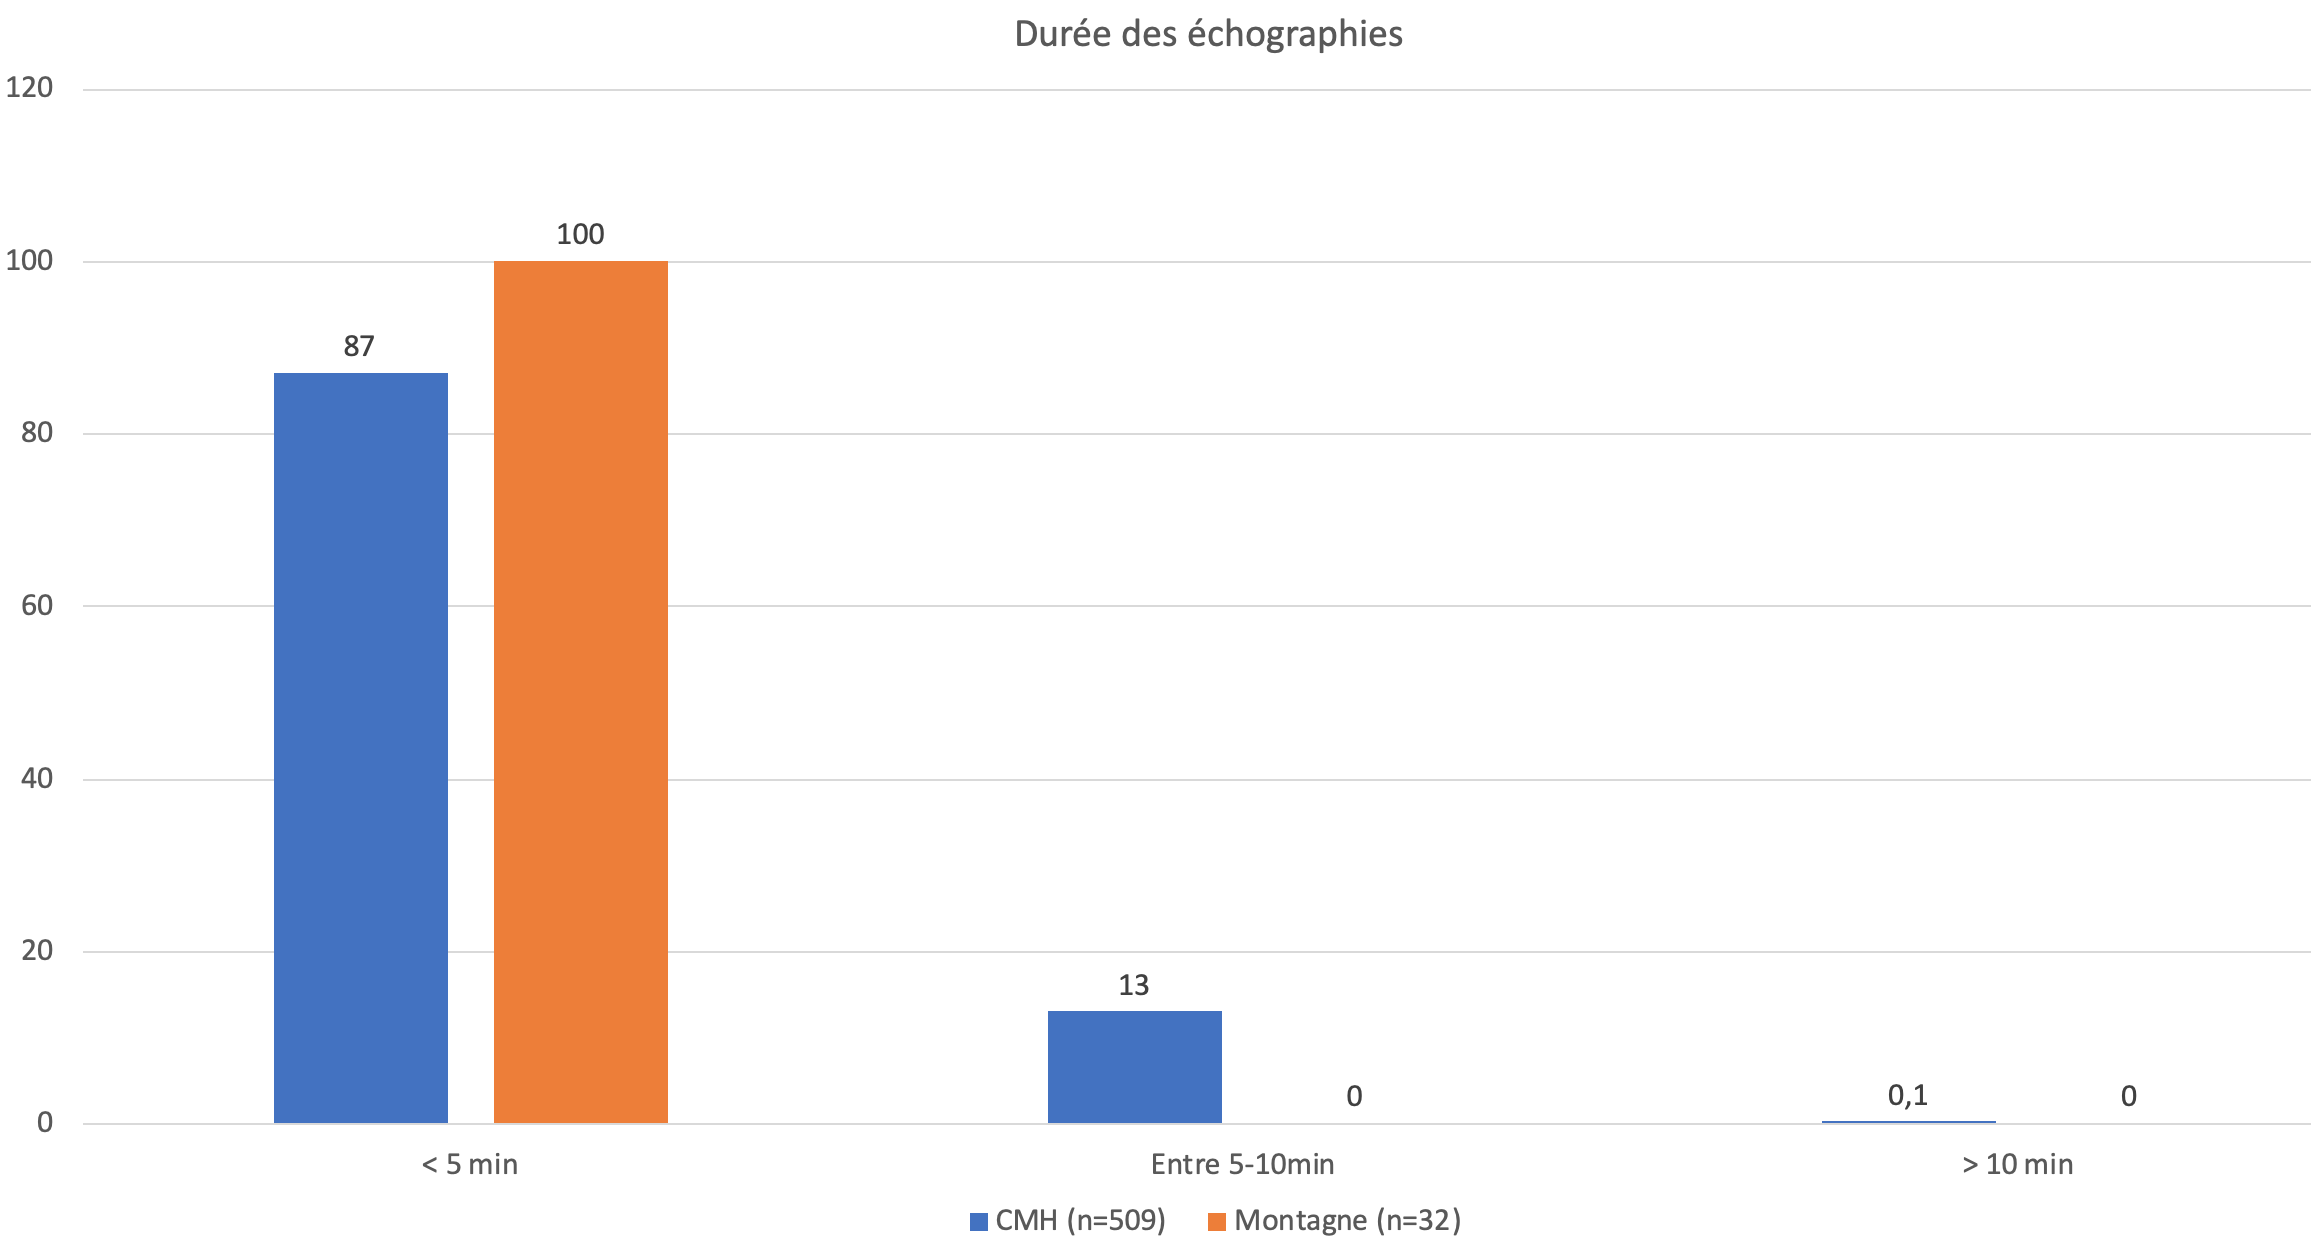 Durée des échographies
120
100
80
60
40
20
0
87
100
13
0
0,1
0
< 5 min
Entre 5-10min
> 10 min
CMH (n=509)
Montagne (n=32)